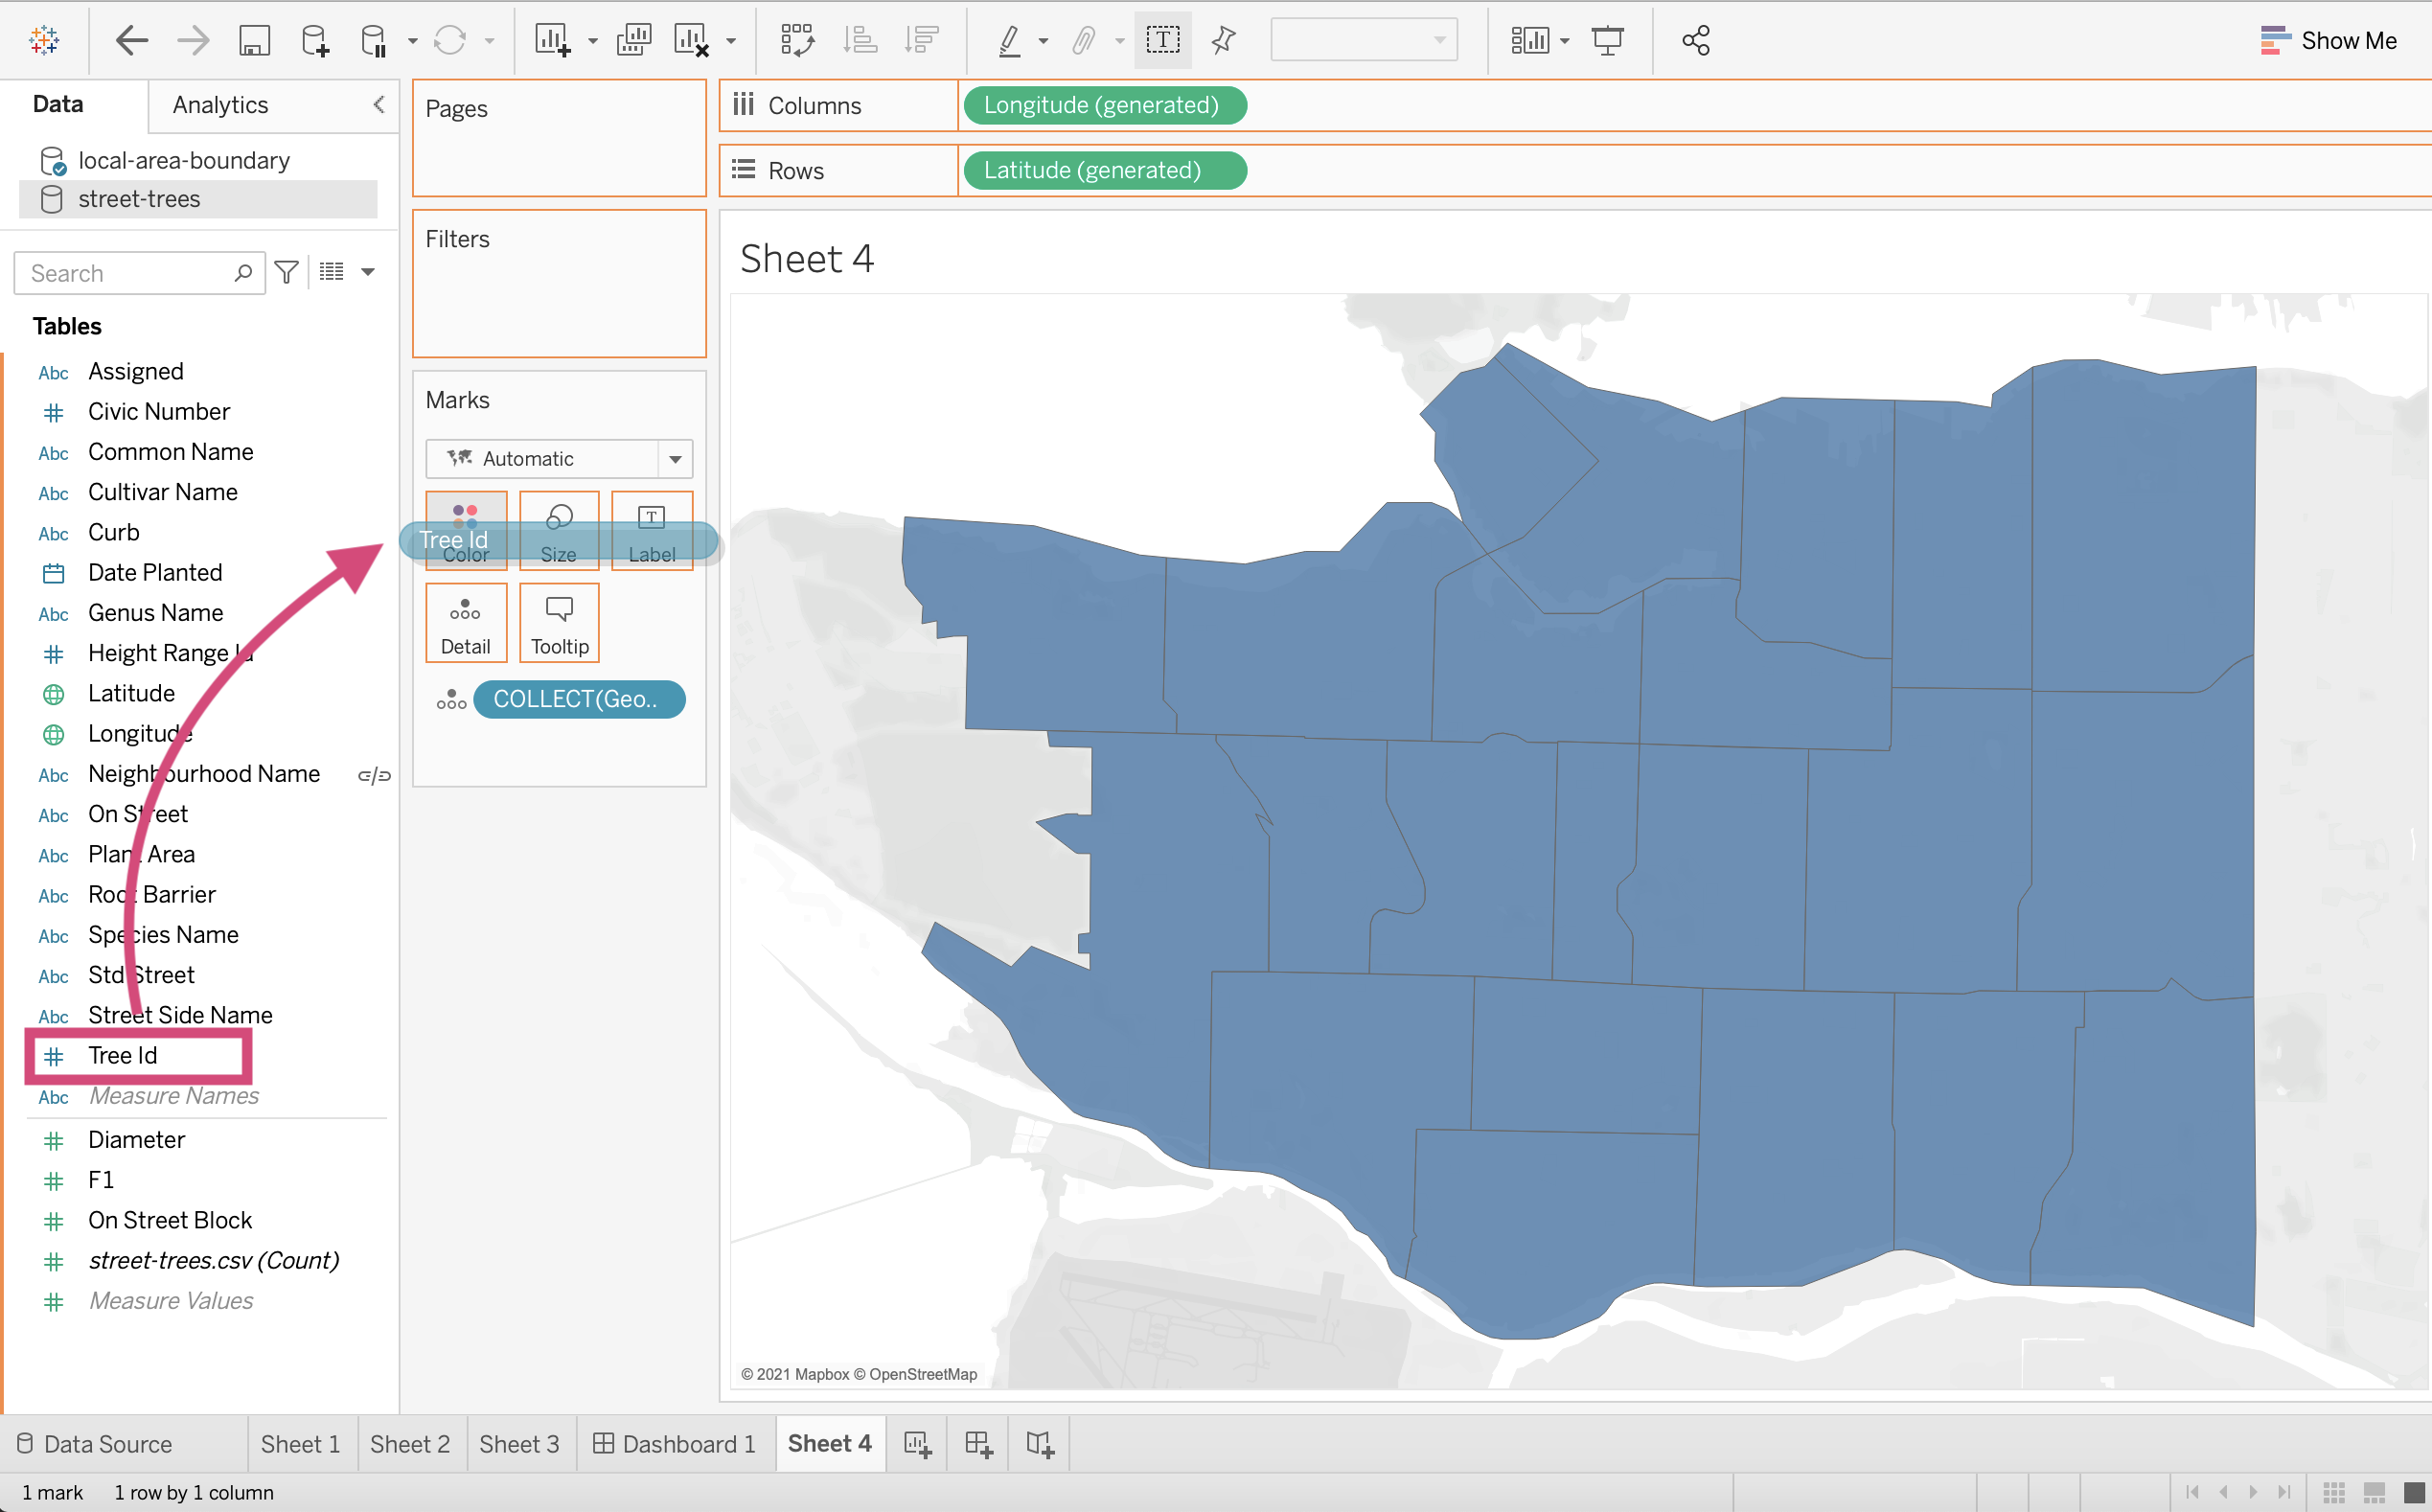 Show Me
Data
Analytics
local-area-boundary
street-trees
Search
Tables
Abc Assigned
Civic Number
Abc Common Name
Abc Cultivar Name
Abc Curb
Date Planted
Abc Genus Name
Height Range Id
Latitude
Longitude
Abc Neighbourhood Name
Abc On Street
Abc Plant Area
Abc Root Barrier
Abc Species Name
Abc Std Street
Abc Street Side Name
Tree Id
Abc Measure Names
Diameter
F1
On Street Block
street-trees.csv (Count)
Measure Values
Pages
Filters
Marks
Automatic
Tree Id
Color
Size
T
Label
Detail
Tooltip
COLLECT(Geo..
Columns
Longitude (generated)
Rows
Latitude (generated)
Sheet 4
© 2021 Mapbox © OpenStreetMap
Data Source
Sheet 1
Sheet 2
Sheet 3
Dashboard 1
Sheet 4
1 mark
1 row by 1 column